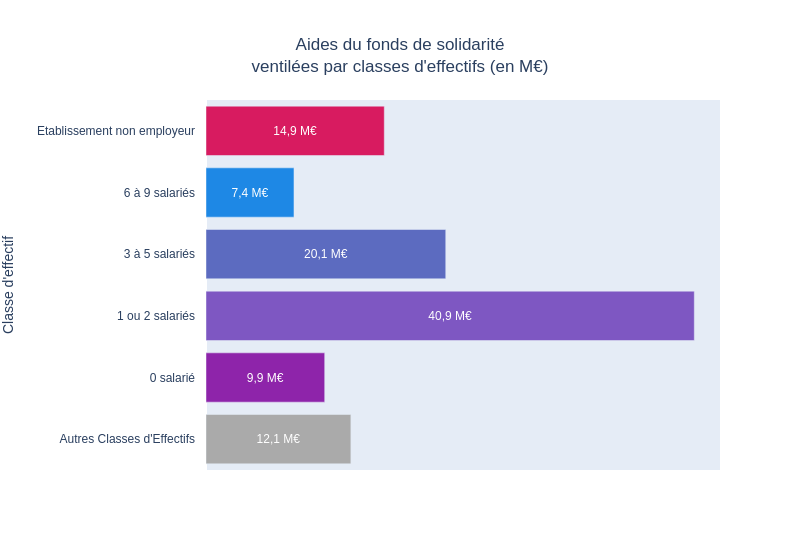 Aides du fonds de solidarité
ventilées par classes d'effectifs (en M€)
Classe d'effectif
Etablissement non employeur
14,9 M€
6 à 9 salariés
7,4 M€
3 à 5 salariés
20,1 M€
1 ou 2 salariés
40,9 M€
0 salarié
9,9 M€
Autres Classes d'Effectifs
12,1 M€